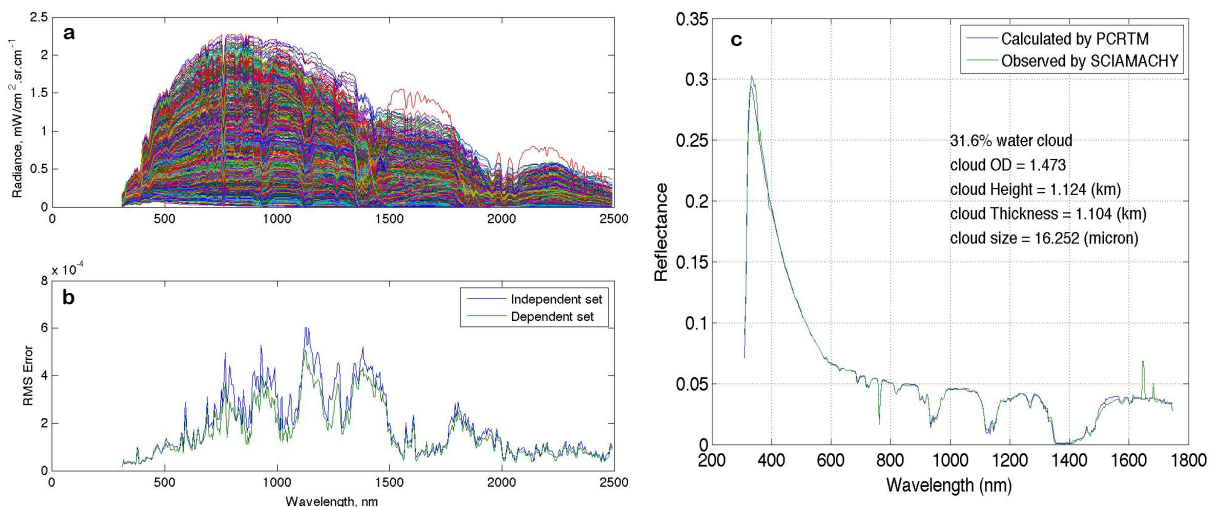 a
Radiance, mW/cm².sr.cm⁻¹
2.5
2
1.5
1
0.5
0
0 500 1000 1500 2000 2500
b
x 10⁻⁴
RMS Error
8
6
4
2
0
Independent set
Dependent set
0 500 1000 1500 2000 2500
Wavelength, nm
c
Reflectance
0.35
0.3
0.25
0.2
0.15
0.1
0.05
0
Calculated by PCRTM
Observed by SCIAMACHY
31.6% water cloud
cloud OD = 1.473
cloud Height = 1.124 (km)
cloud Thickness = 1.104 (km)
cloud size = 16.252 (micron)
200 400 600 800 1000 1200 1400 1600 1800
Wavelength (nm)